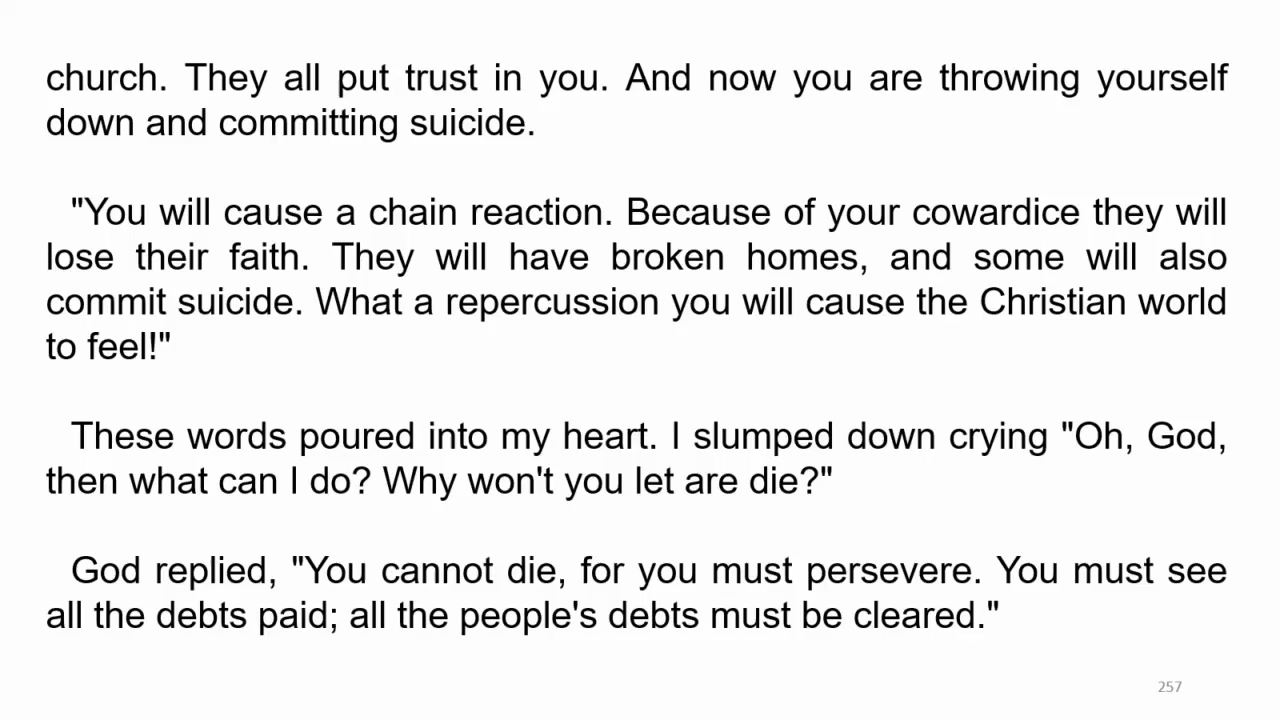 church. They all put trust in you. And now you are throwing yourself
down and committing suicide.
"You will cause a chain reaction. Because of your cowardice they will
lose their faith. They will have broken homes, and some will also
commit suicide. What a repercussion you will cause the Christian world
to feel!"
These words poured into my heart. I slumped down crying "Oh, God,
then what can I do? Why won't you let are die?"
God replied, "You cannot die, for you must persevere. You must see
all the debts paid; all the people's debts must be cleared."
257